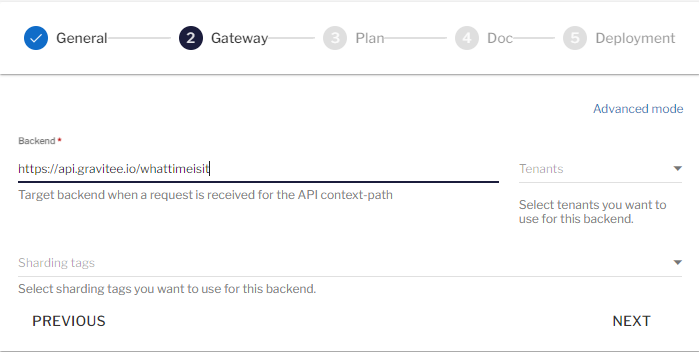 General
2 Gateway
3 Plan
4 Doc
5 Deployment
Advanced mode
Backend *
https://api.gravitee.io/whattimeisit
Target backend when a request is received for the API context-path
Tenants
Select tenants you want to
use for this backend.
Sharding tags
Select sharding tags you want to use for this backend.
PREVIOUS
NEXT